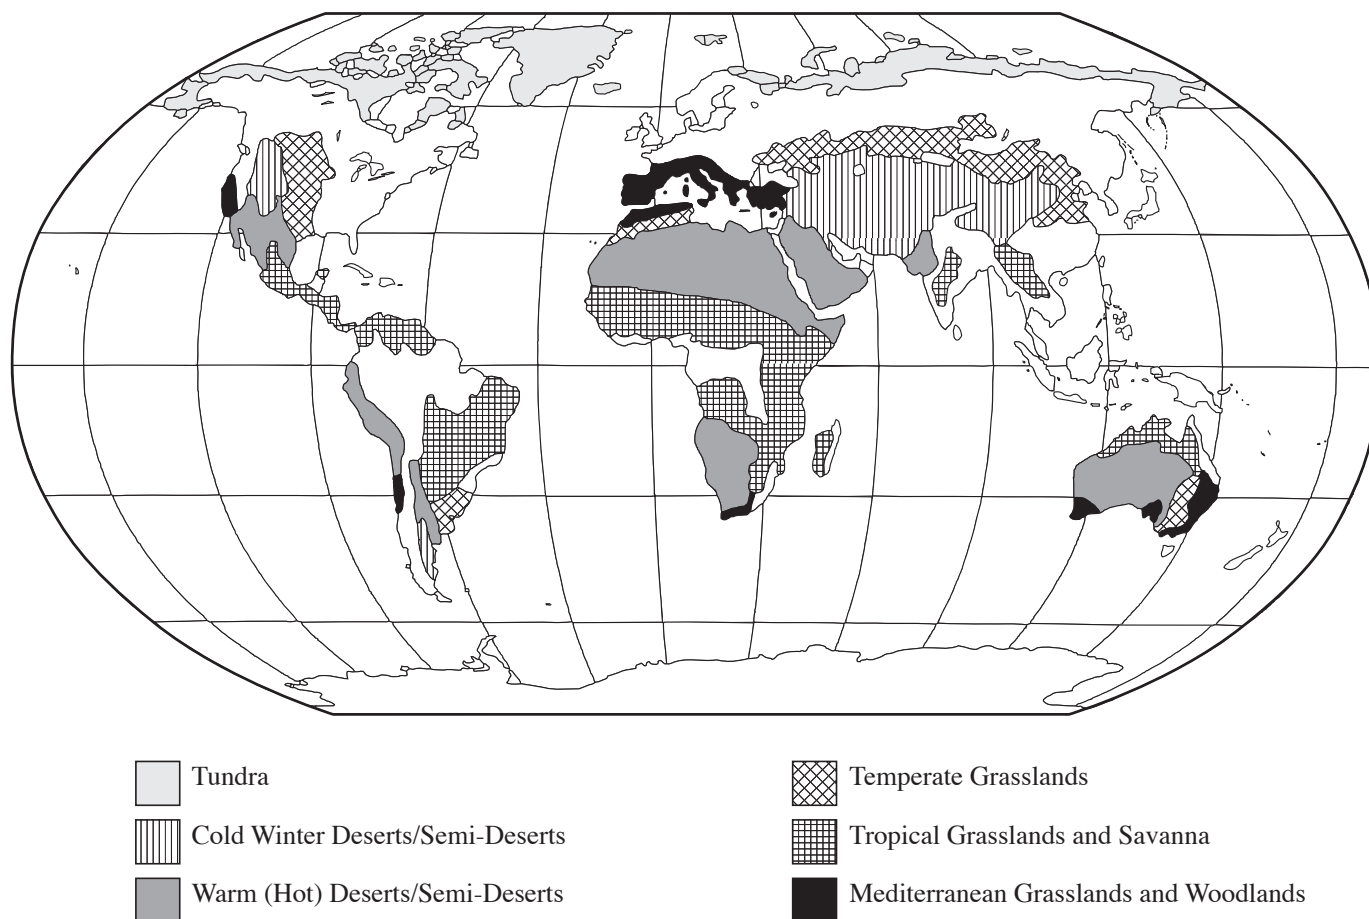 Tundra
Cold Winter Deserts/Semi-Deserts
Warm (Hot) Deserts/Semi-Deserts
Temperate Grasslands
Tropical Grasslands and Savanna
Mediterranean Grasslands and Woodlands